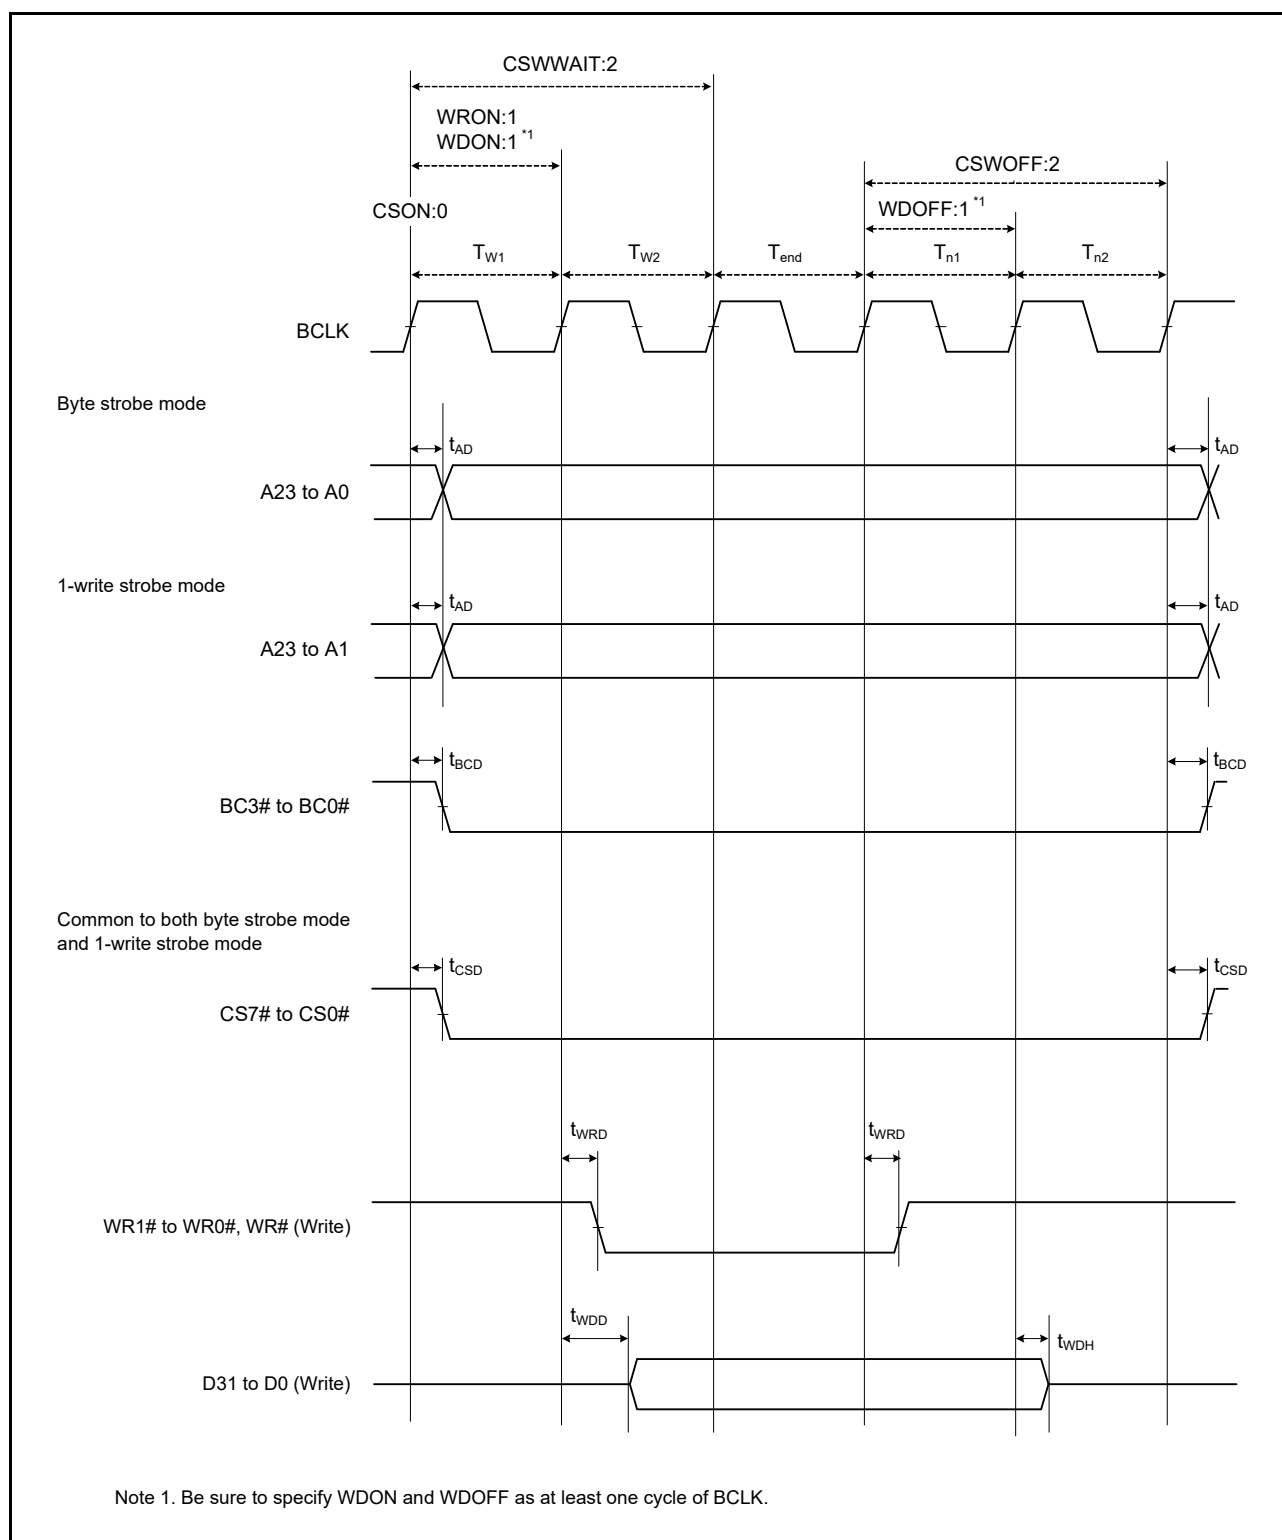 CSWWAIT:2
WRON:1
WDON:1 *1
CSWOFF:2
WDOFF:1 *1
CSON:0
TW1 TW2 Tend Tn1 Tn2
BCLK
Byte strobe mode
tAD tAD
A23 to A0
1-write strobe mode
tAD tAD
A23 to A1
tBCD tBCD
BC3# to BC0#
Common to both byte strobe mode
and 1-write strobe mode
tCSD tCSD
CS7# to CS0#
tWRD tWRD
WR1# to WR0#, WR# (Write)
tWDD tWDH
D31 to D0 (Write)
Note 1. Be sure to specify WDON and WDOFF as at least one cycle of BCLK.